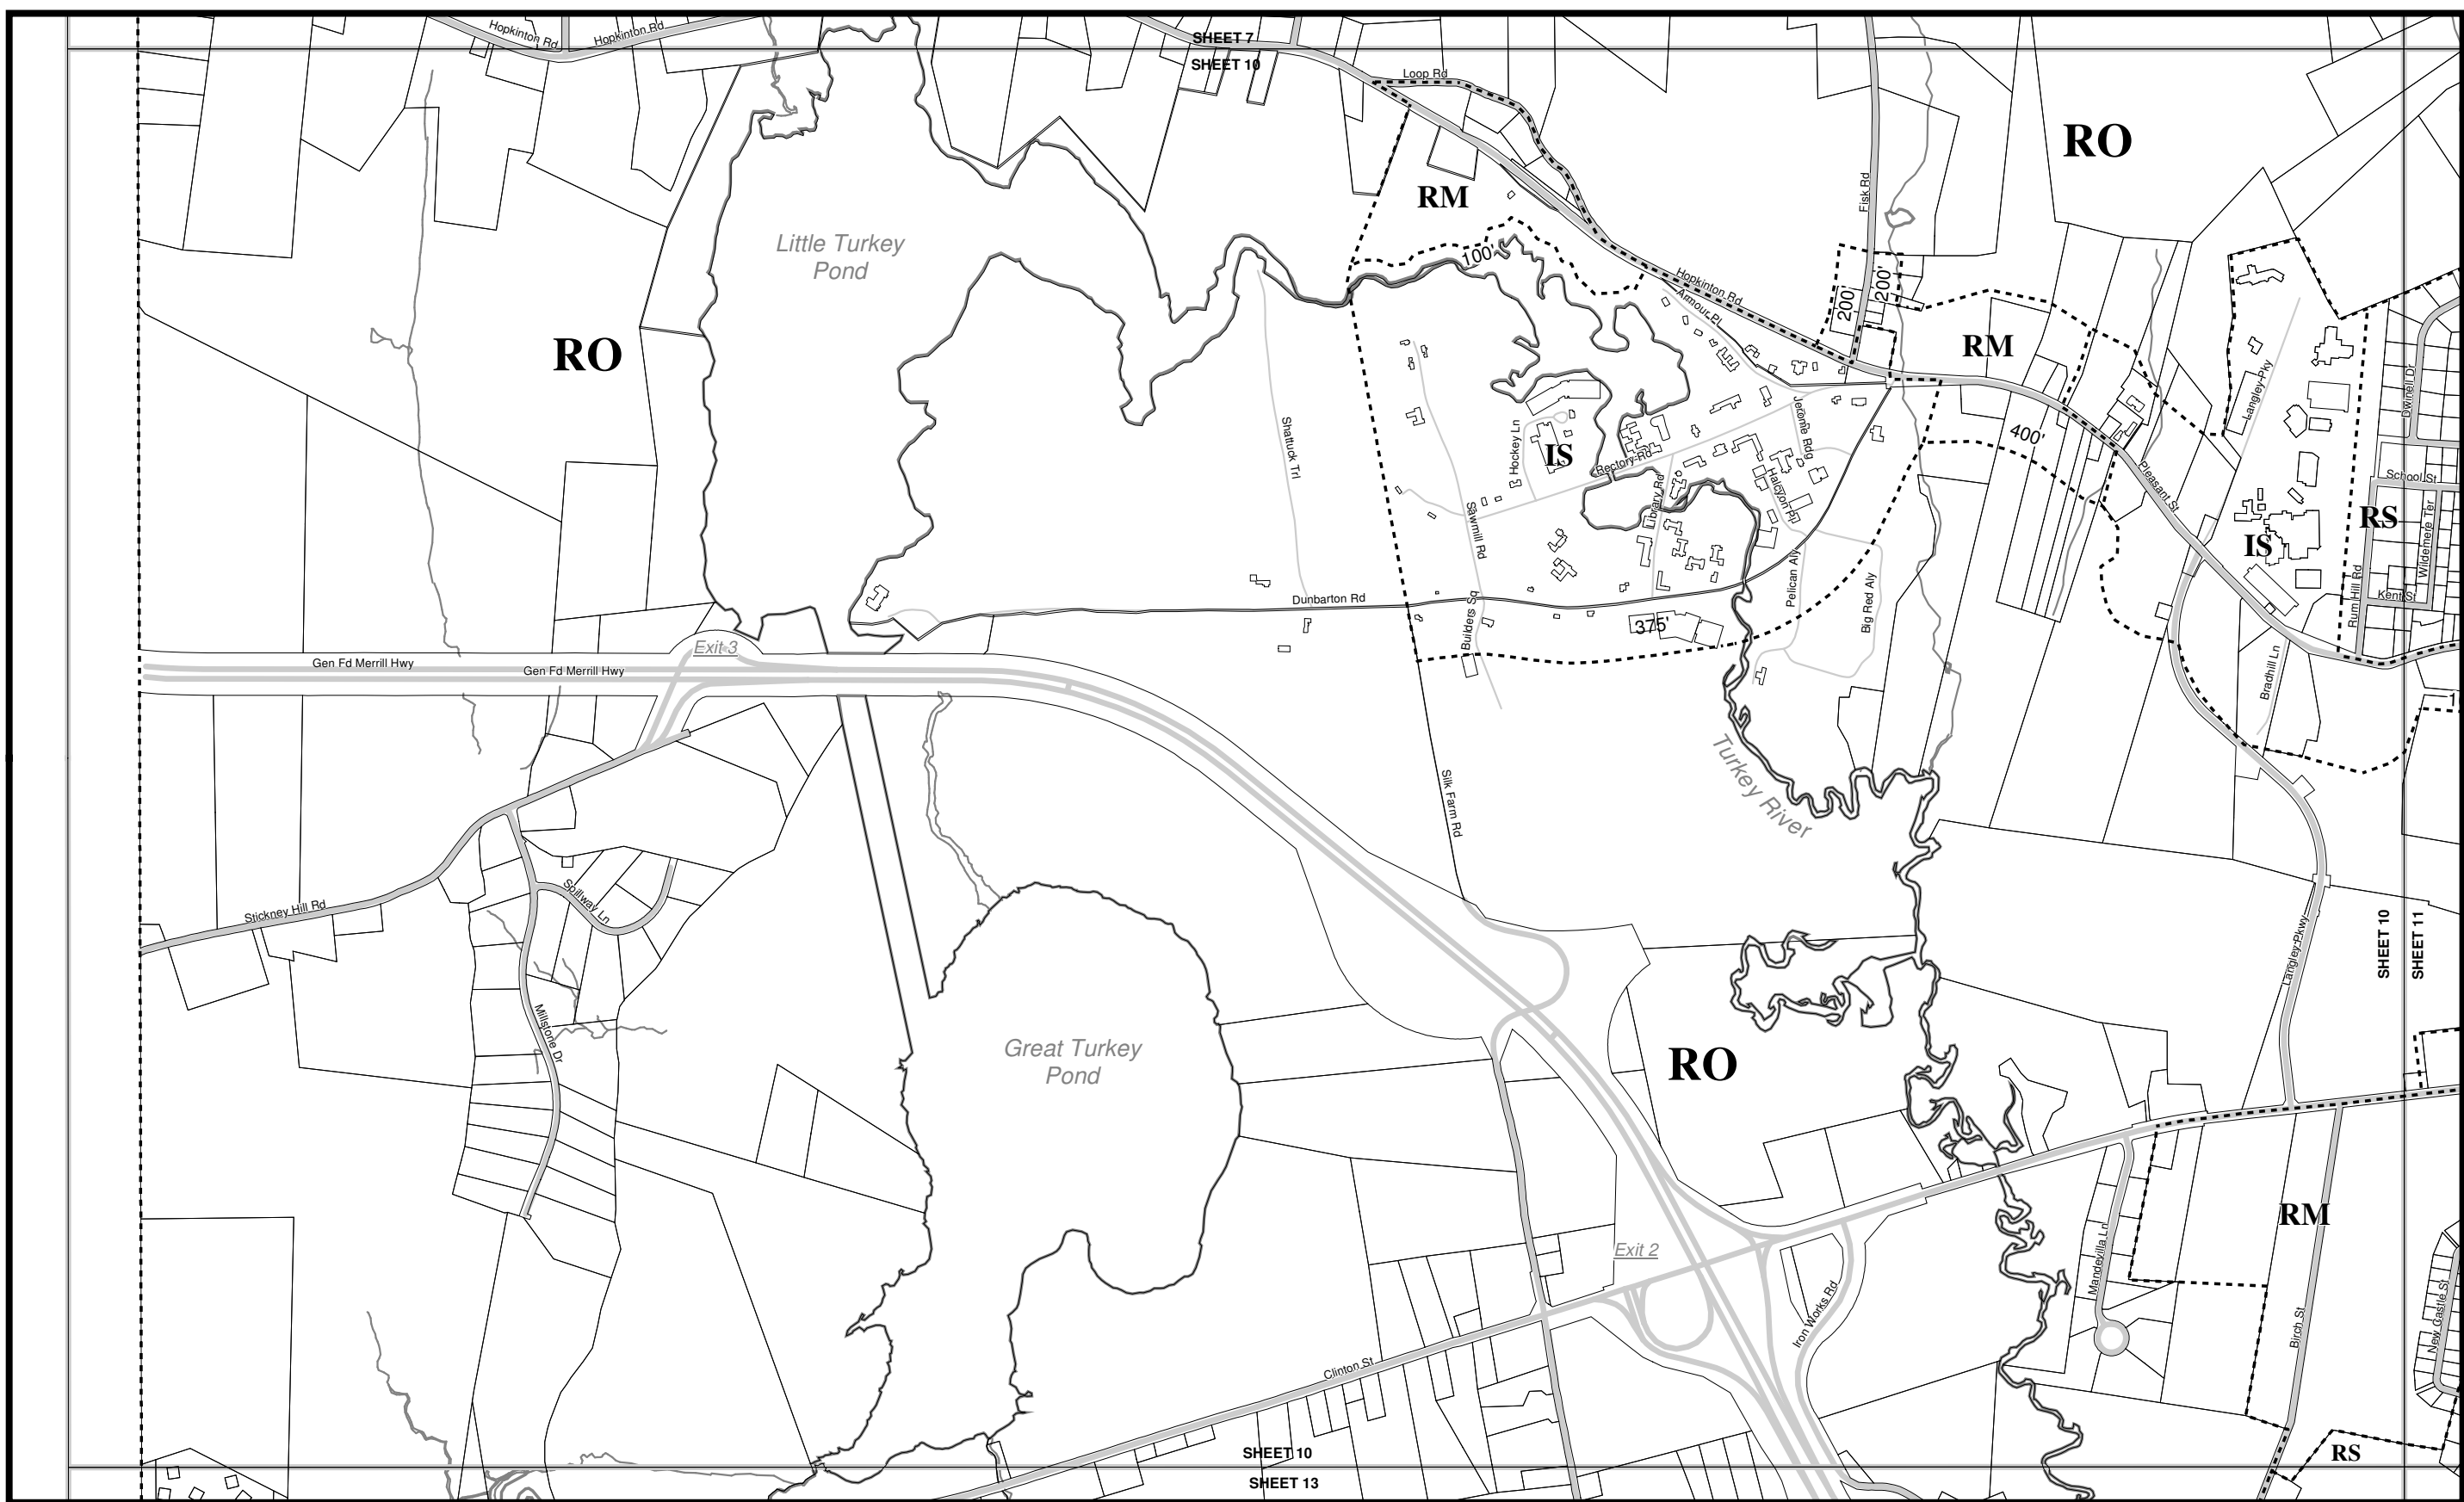 Hopkinton Rd
Hopkinton Rd
SHEET 7
SHEET 10
Loop Rd
RO
RM
Fisk Rd
Little Turkey
Pond
100'
Hopkinton Rd
Armour Pl
200'
200'
RO
RM
Langley Pky
Dwinell Dr
Shattuck Trl
Hockey Ln
IS
Rectory Rd
Jerome Rdg
400'
Pleasant St
Library Rd
Halcyon Pl
Sawmill Rd
School St
RS
IS
Wildemere Ter
Pelican Aly
Big Red Aly
Dunbarton Rd
Builders Sq
375'
Rum Hill Rd
Kent St
Exit 3
Gen Fd Merrill Hwy
Gen Fd Merrill Hwy
Bradhill Ln
1
Turkey River
Silk Farm Rd
Spillway Ln
Stickney Hill Rd
SHEET 10
SHEET 11
Langley Pkwy
Millstone Dr
Great Turkey
Pond
RO
RM
Exit 2
Mandevilla Ln
Iron Works Rd
Birch St
New Castle St
Clinton St
SHEET 10
SHEET 13
RS